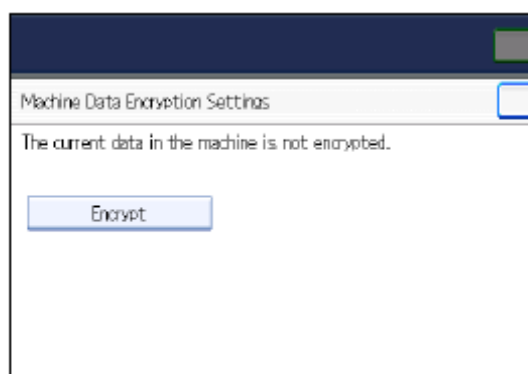 Machine Data Encryption Settings
The current data in the machine is not encrypted.
Encrypt